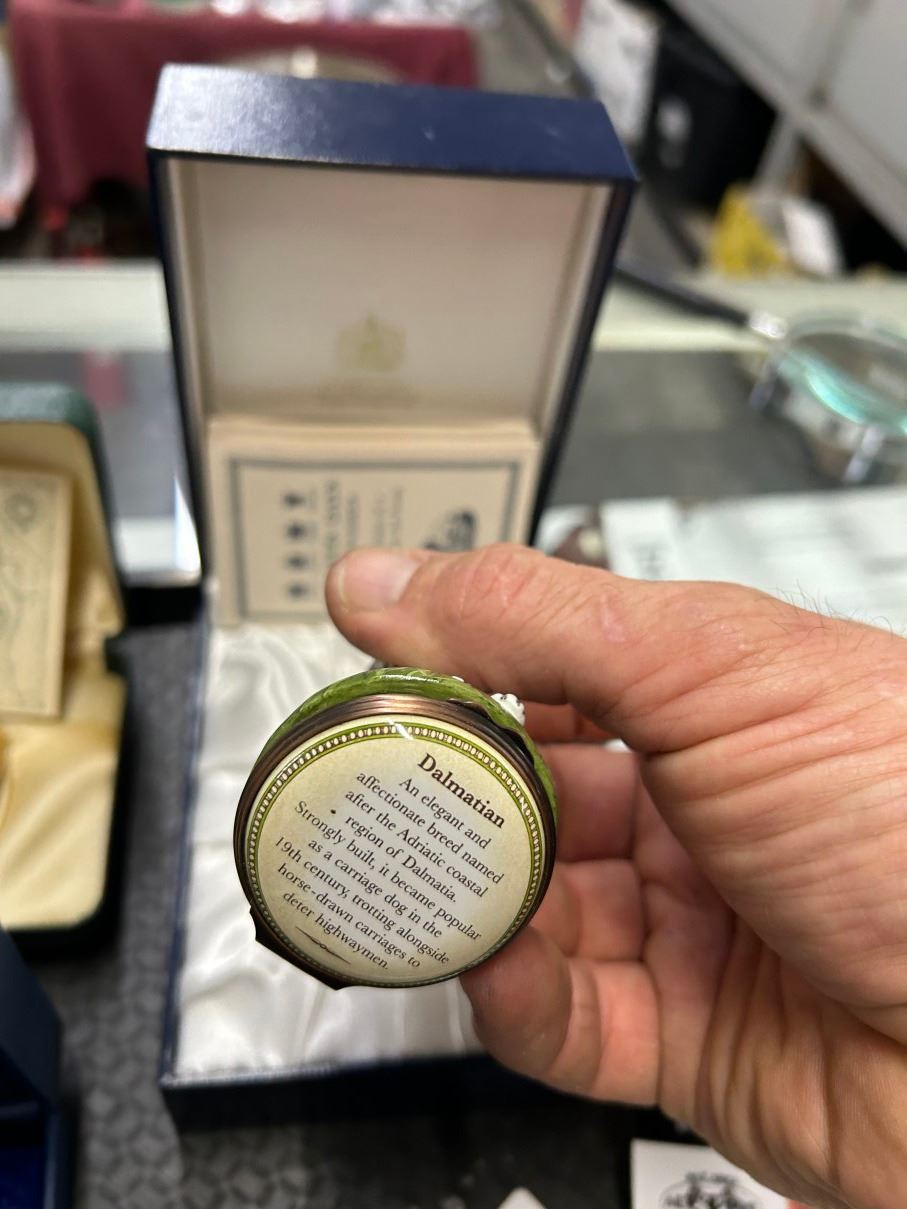 Dalmatian
An elegant and
affectionate breed named
after the Adriatic coastal
region of Dalmatia.
Strongly built, it became popular
as a carriage dog in the
19th century, trotting alongside
horse-drawn carriages to
deter highwaymen.